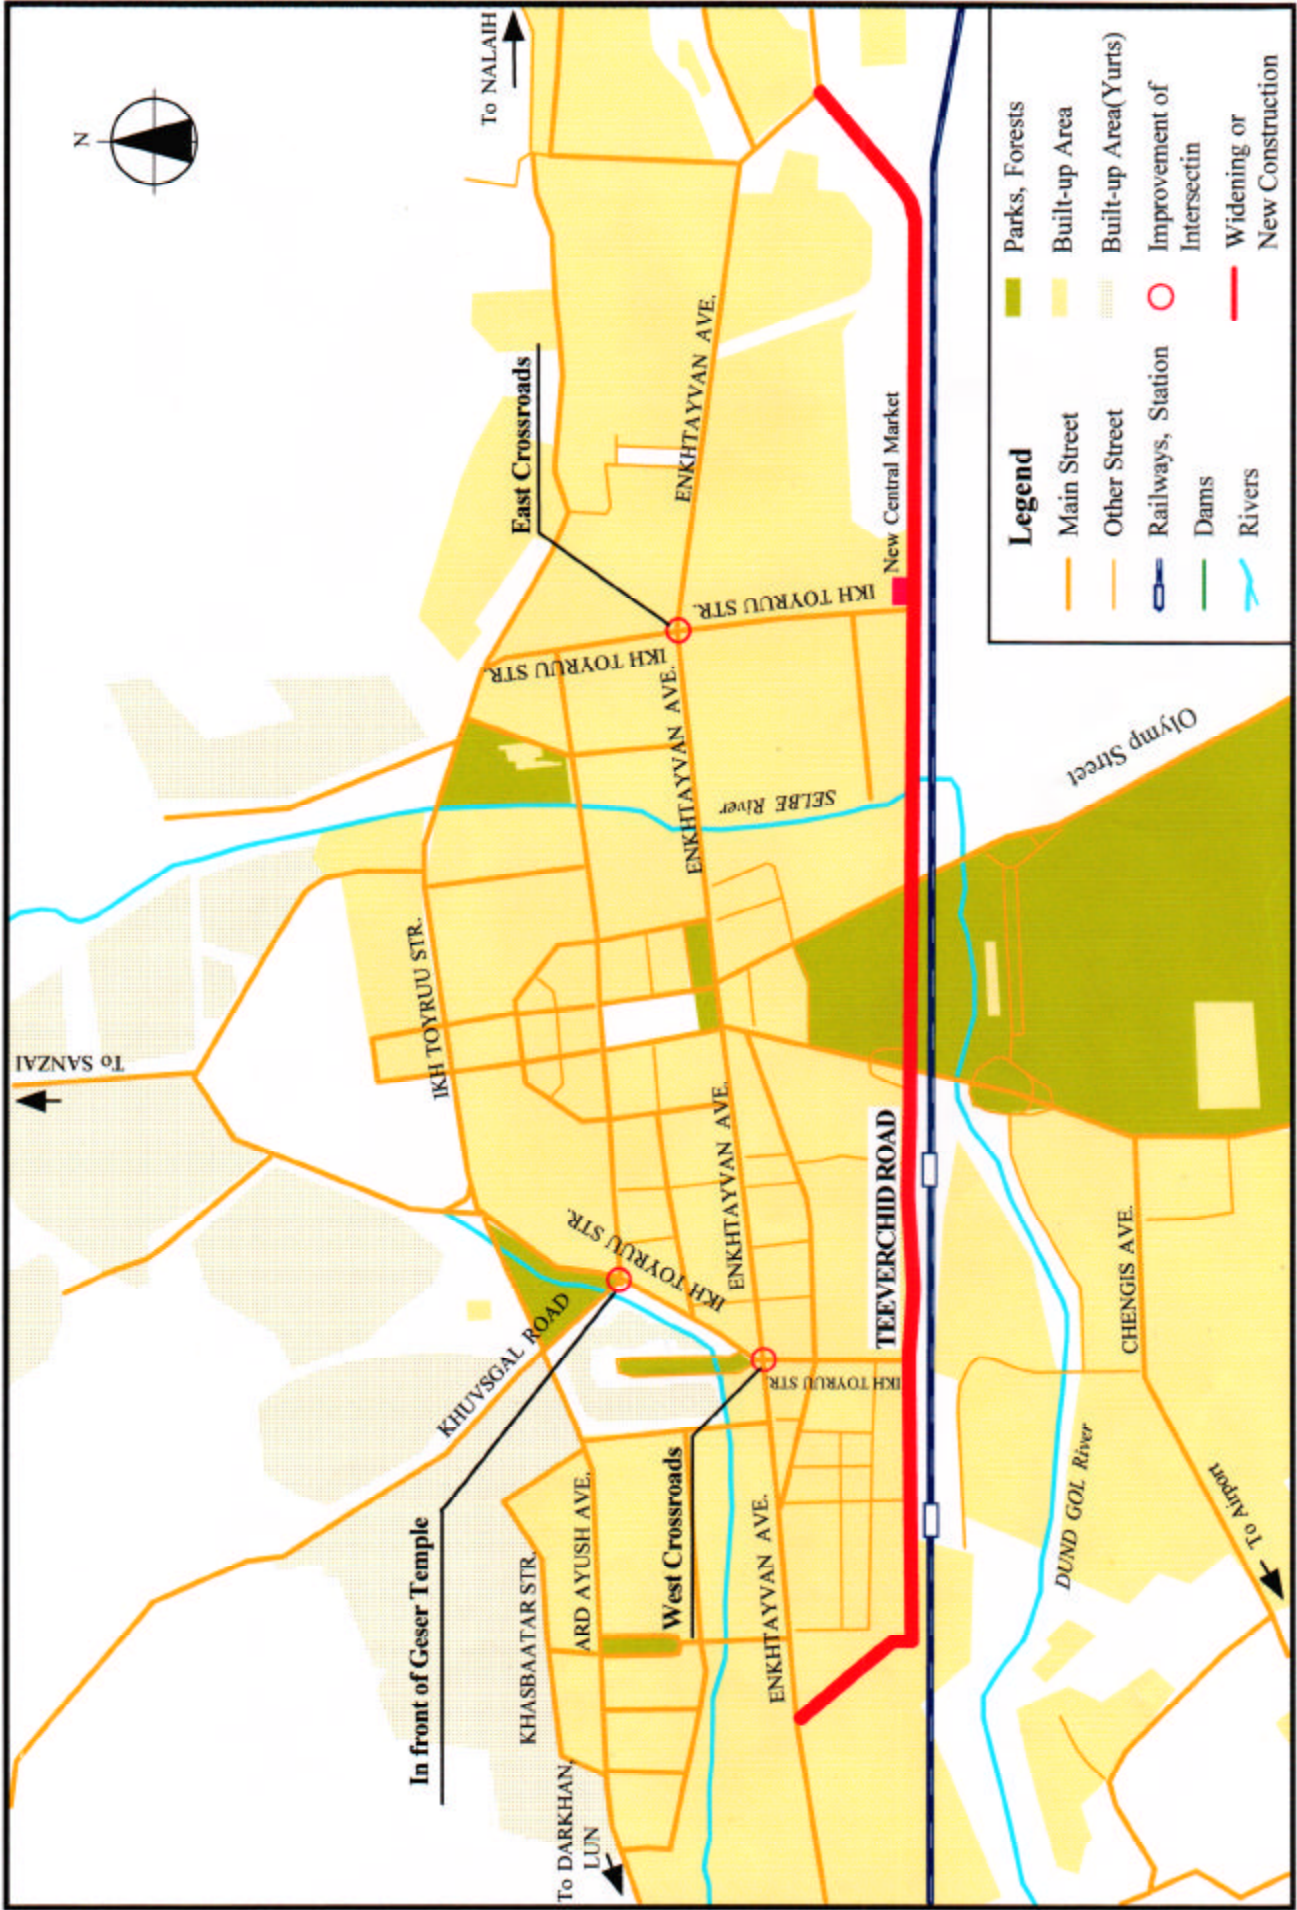 N
To NALAIH
To SANZAI
East Crossroads
ENKHTAYVAN AVE.
New Central Market
IKH TOYRUU STR.
IKH TOYRUU STR.
ENKHTAYVAN AVE.
SELBE River
Olymp Street
IKH TOYRUU STR.
ENKHTAYVAN AVE.
TEEVERCHID ROAD
IKH TOYRUU STR.
IKH TOYRUU STR.
KHUVSGAL ROAD
CHENGIS AVE.
In front of Geser Temple
West Crossroads
KHASBAATAR STR.
ARD AYUSH AVE.
ENKHTAYVAN AVE.
DUND GOL River
To Airport
To DARKHAN,
LUN
Legend
Main Street
Other Street
Railways, Station
Dams
Rivers
Parks, Forests
Built-up Area
Built-up Area(Yurts)
Improvement of
Intersectin
Widening or
New Construction